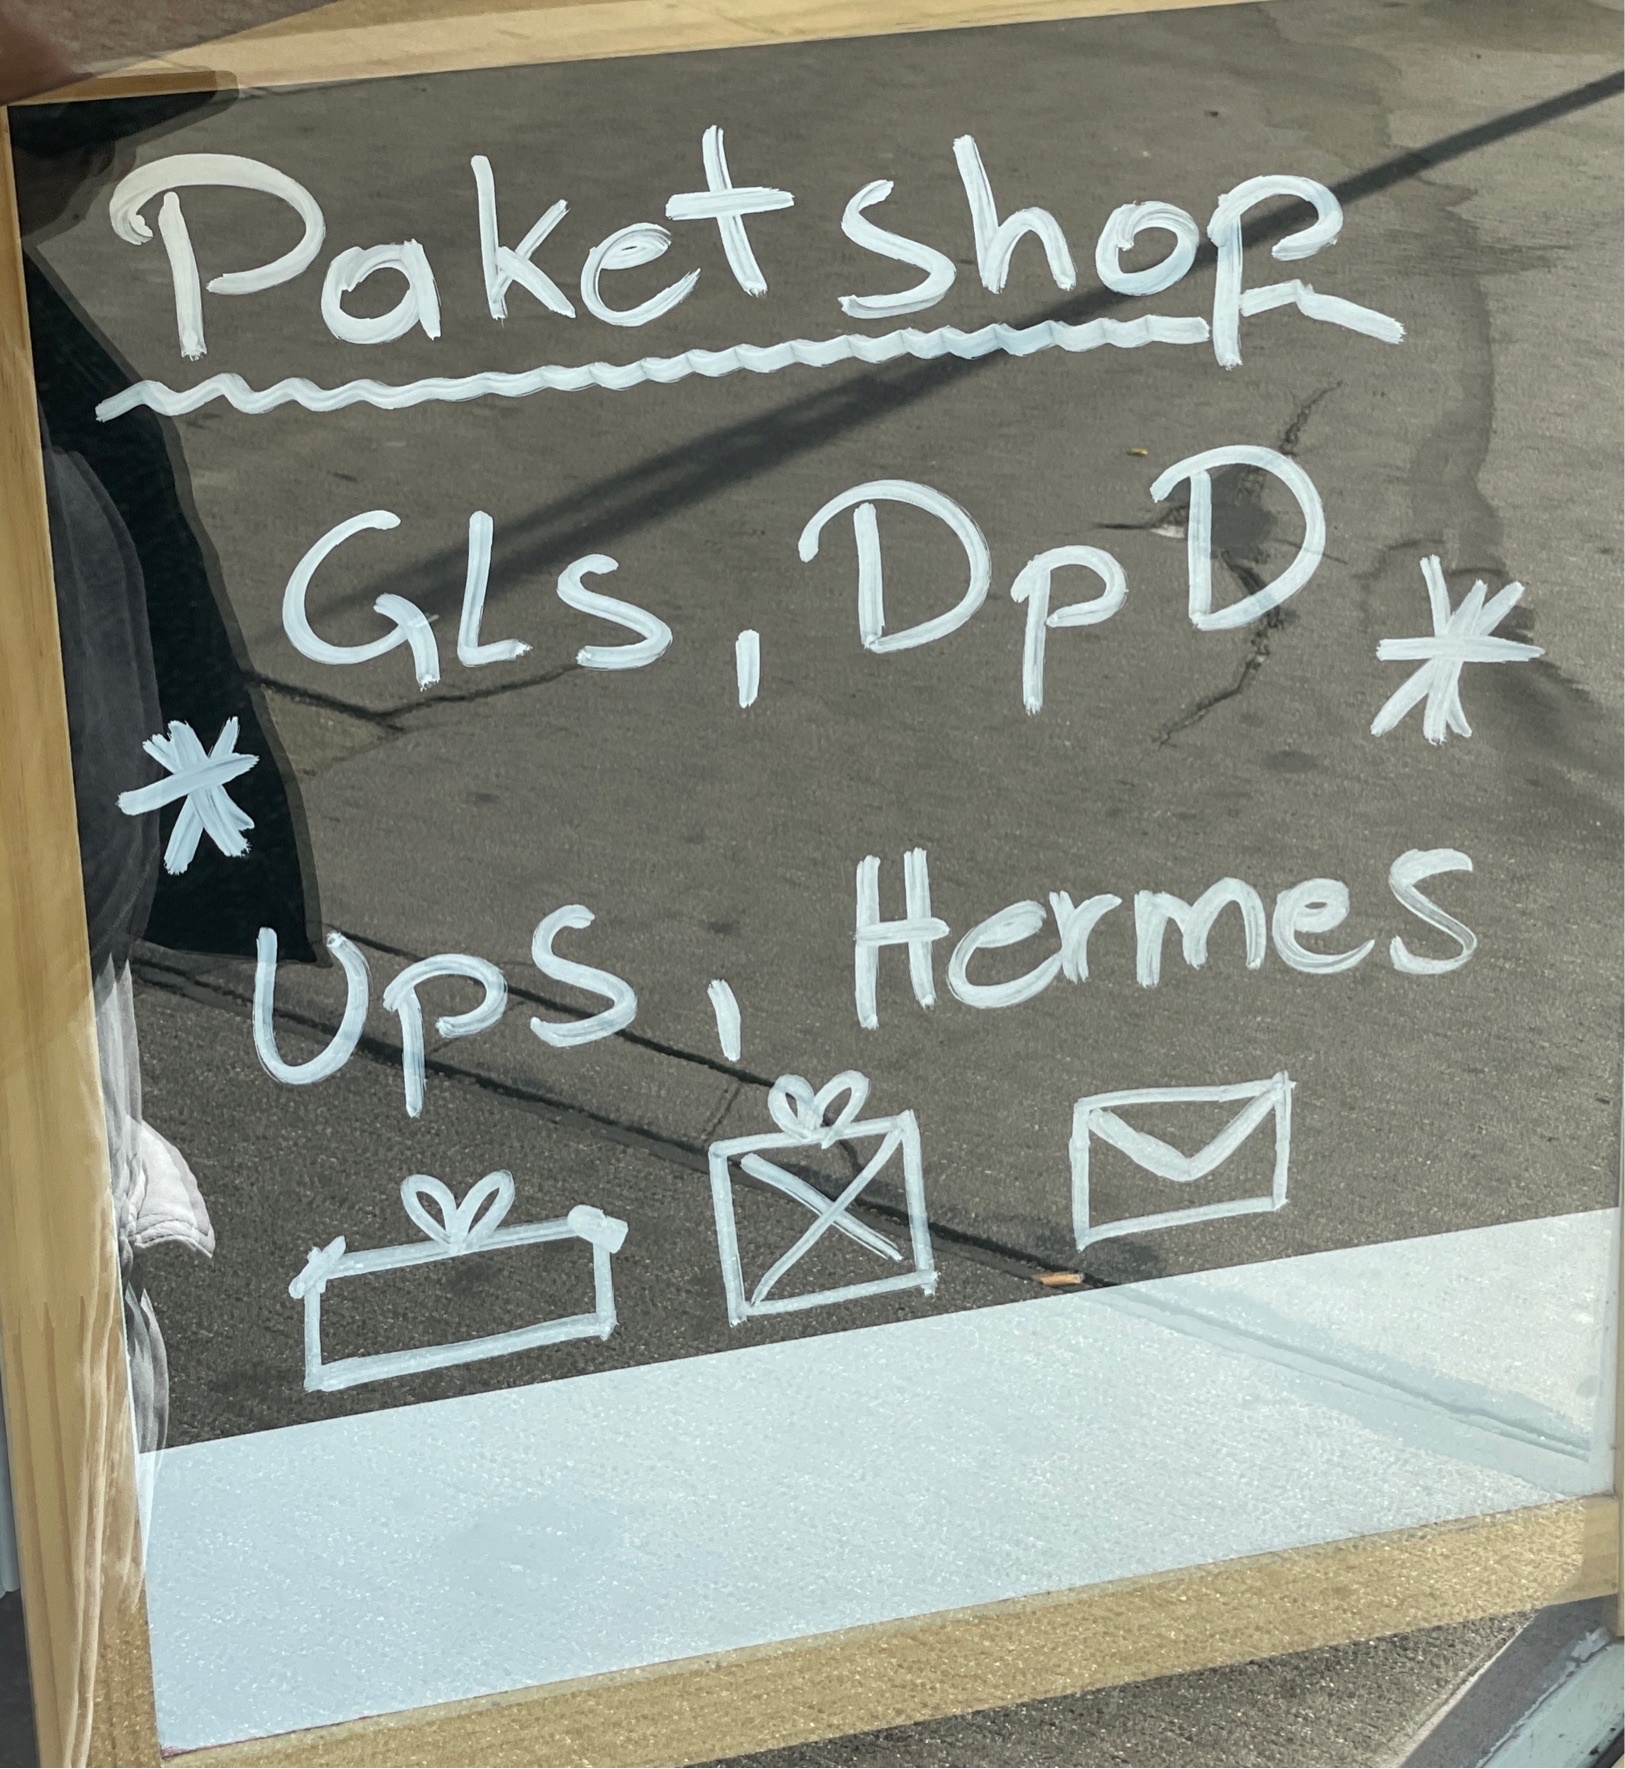 Paketshop
GLS, DpD
UpS, Hermes